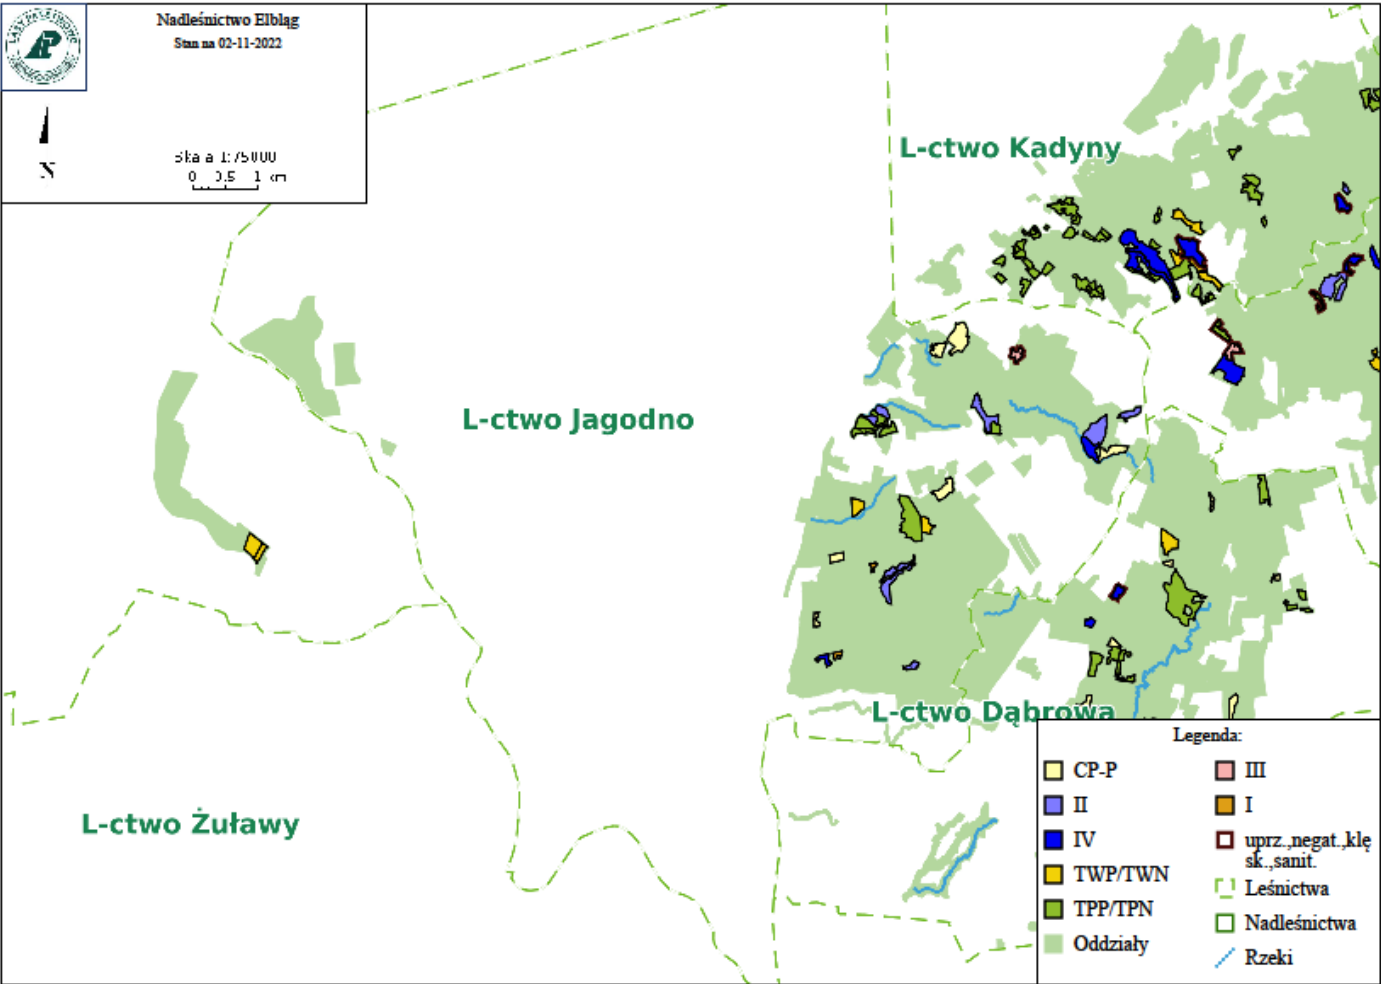 Nadleśnictwo Elbląg
Stan na 02-11-2022
N
1:75000
0 0.5 1 km
L-ctwo Kadyny
L-ctwo Jagodno
L-ctwo Dąbrowa
L-ctwo Żuławy
Legenda:
CP-P
II
IV
TWP/TWN
TPP/TPN
Oddziały
III
I
uprz.,negat.,klę
sk.,sanit.
Leśnictwa
Nadleśnictwa
Rzeki